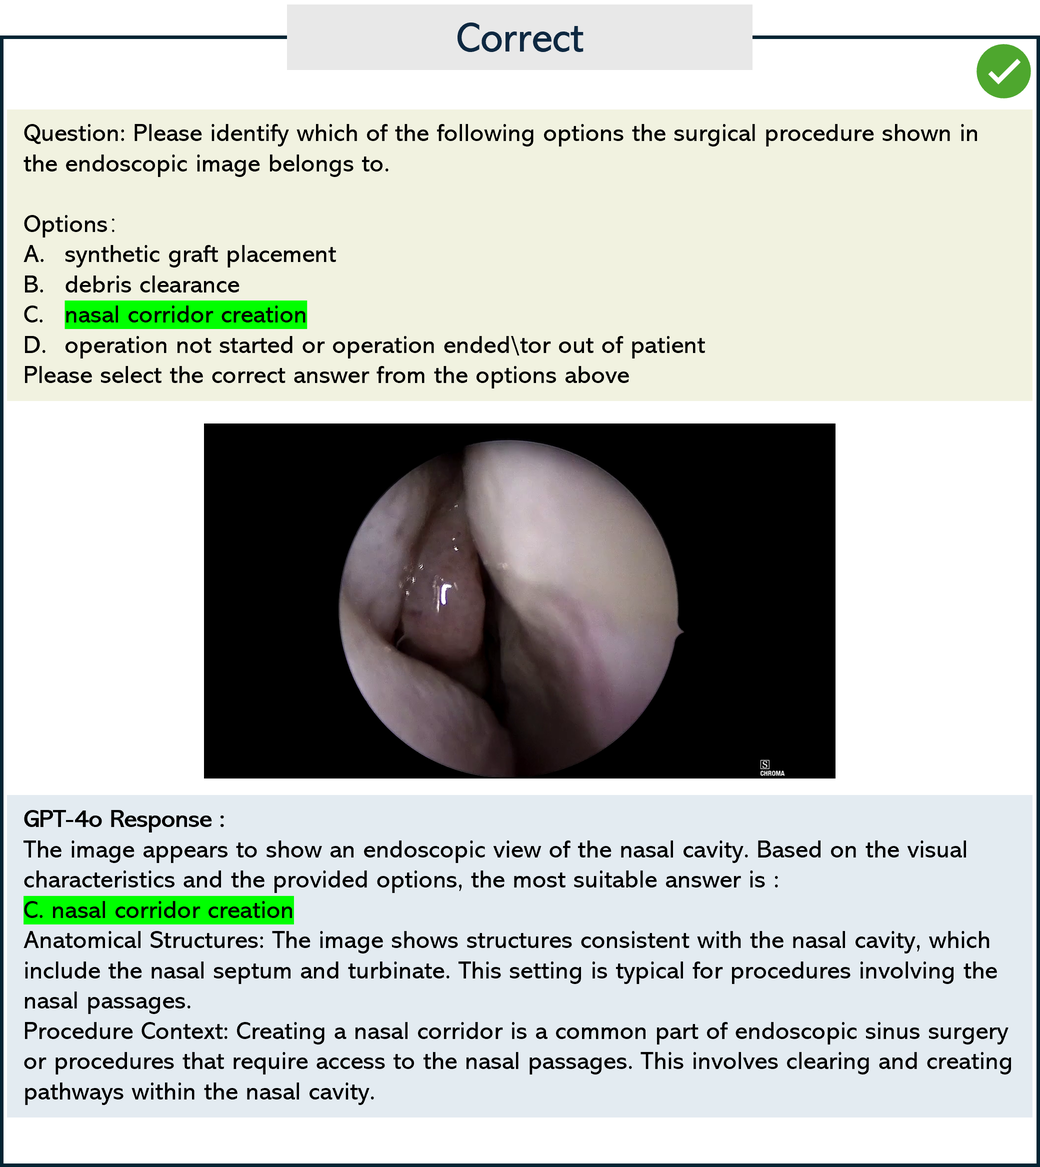 Correct
Question: Please identify which of the following options the surgical procedure shown in
the endoscopic image belongs to.
Options:
A. synthetic graft placement
B. debris clearance
C. nasal corridor creation
D. operation not started or operation ended\tor out of patient
Please select the correct answer from the options above
S
CHROMA
GPT-4o Response :
The image appears to show an endoscopic view of the nasal cavity. Based on the visual
characteristics and the provided options, the most suitable answer is :
C. nasal corridor creation
Anatomical Structures: The image shows structures consistent with the nasal cavity, which
include the nasal septum and turbinate. This setting is typical for procedures involving the
nasal passages.
Procedure Context: Creating a nasal corridor is a common part of endoscopic sinus surgery
or procedures that require access to the nasal passages. This involves clearing and creating
pathways within the nasal cavity.